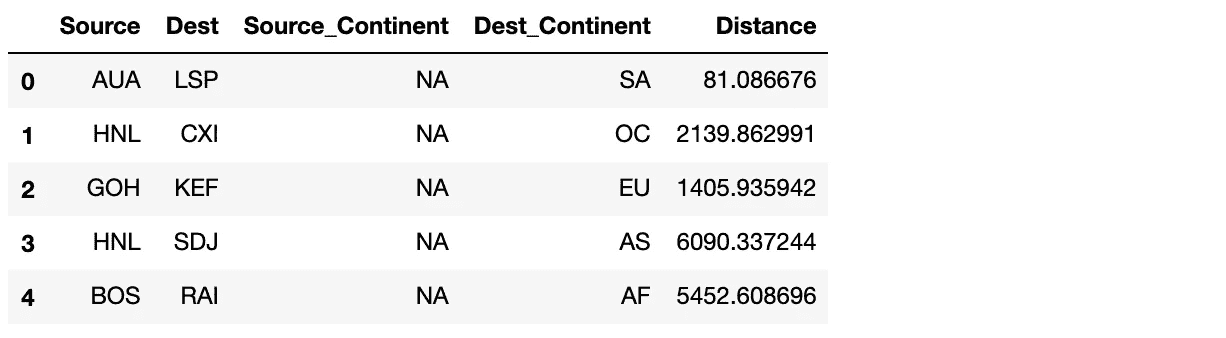 Source Dest Source_Continent Dest_Continent Distance
0 AUA LSP NA SA 81.086676
1 HNL CXI NA OC 2139.862991
2 GOH KEF NA EU 1405.935942
3 HNL SDJ NA AS 6090.337244
4 BOS RAI NA AF 5452.608696